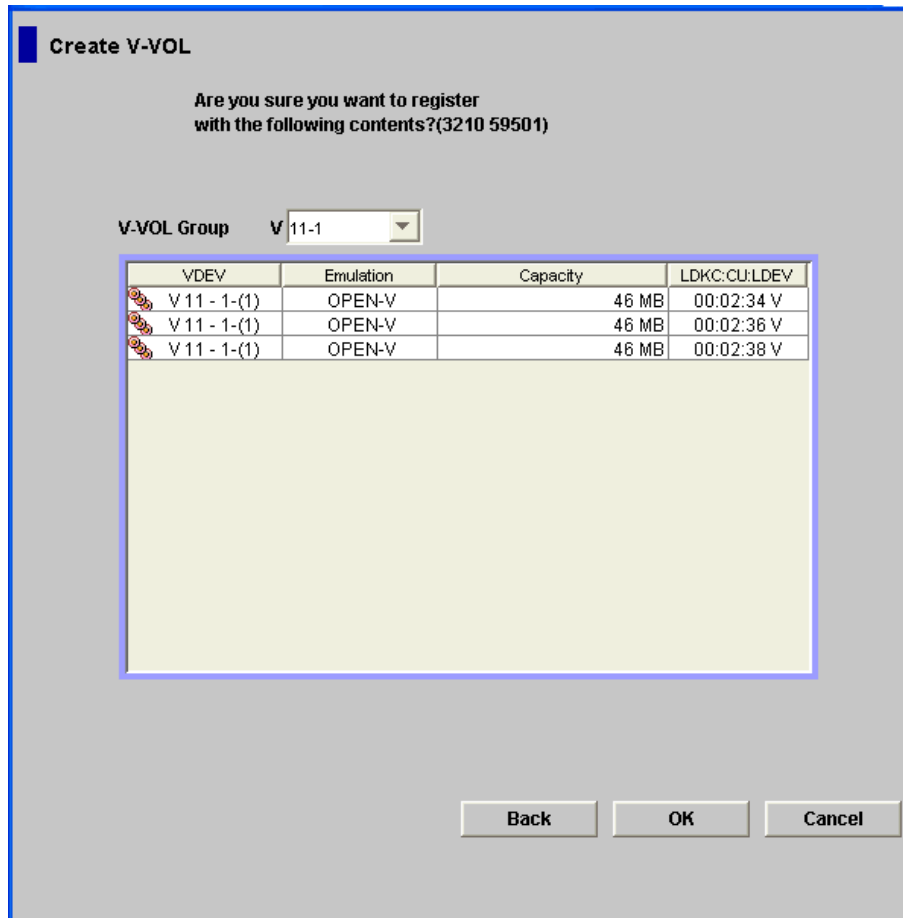 Create V-VOL
Are you sure you want to register
with the following contents?(3210 59501)
V-VOL Group V 11-1
VDEV Emulation Capacity LDKC:CU:LDEV
V 11 - 1-(1) OPEN-V 46 MB 00:02:34 V
V 11 - 1-(1) OPEN-V 46 MB 00:02:36 V
V 11 - 1-(1) OPEN-V 46 MB 00:02:38 V
Back OK Cancel